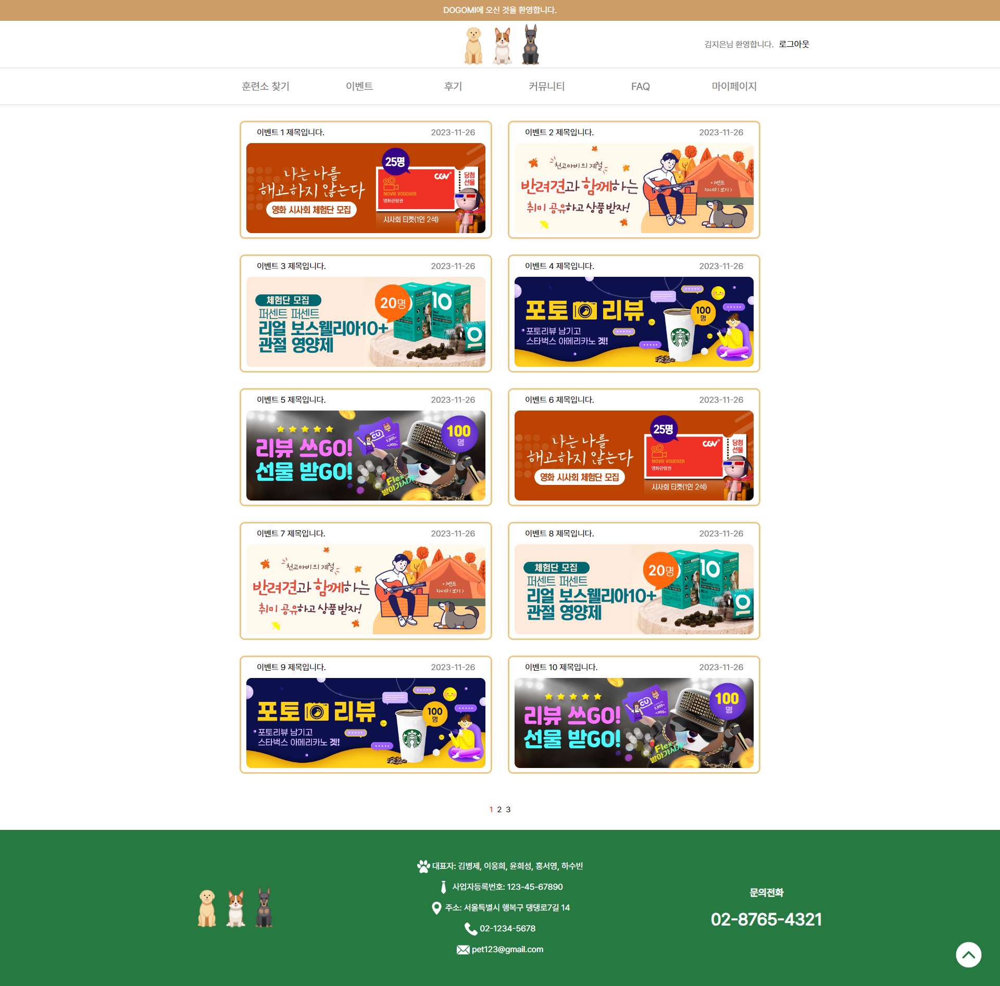 DOGOMI에 오신 것을 환영합니다.
김지은님 환영합니다. 로그아웃
훈련소 찾기 이벤트 후기 커뮤니티 FAQ 마이페이지
이벤트 1 제목입니다. 2023-11-26
나는 나를
해고하지 않는다
영화 시사회 체험단 모집
25명
CGV
당첨
선물
MOVIE VOUCHER
영화관람권
시사회 티켓(1인 2석)
이벤트 2 제목입니다. 2023-11-26
천고마비의 계절
반려견과 함께하는
취미 공유하고 상품받자!
이벤트
자세히 보기 >
이벤트 3 제목입니다. 2023-11-26
체험단 모집
퍼센트 퍼센트
리얼 보스웰리아10+
관절 영양제
20명
10
10
이벤트 4 제목입니다. 2023-11-26
포토 리뷰
포토리뷰 남기고
스타벅스 아메리카노 겟!
100
명
이벤트 5 제목입니다. 2023-11-26
리뷰 쓰GO!
선물 받GO!
CU
5,000
100
명
Flex~
받아가시개~
이벤트 6 제목입니다. 2023-11-26
나는 나를
해고하지 않는다
영화 시사회 체험단 모집
25명
CGV
당첨
선물
MOVIE VOUCHER
영화관람권
시사회 티켓(1인 2석)
이벤트 7 제목입니다. 2023-11-26
천고마비의 계절
반려견과 함께하는
취미 공유하고 상품받자!
이벤트
자세히 보기 >
이벤트 8 제목입니다. 2023-11-26
체험단 모집
퍼센트 퍼센트
리얼 보스웰리아10+
관절 영양제
20명
10
10
이벤트 9 제목입니다. 2023-11-26
포토 리뷰
포토리뷰 남기고
스타벅스 아메리카노 겟!
100
명
이벤트 10 제목입니다. 2023-11-26
리뷰 쓰GO!
선물 받GO!
CU
5,000
100
명
Flex~
받아가시개~
1 2 3
대표자: 김병제, 이웅희, 윤희성, 홍서영, 하수빈
사업자등록번호: 123-45-67890
주소: 서울특별시 행복구 댕댕로7길 14
02-1234-5678
pet123@gmail.com
문의전화
02-8765-4321